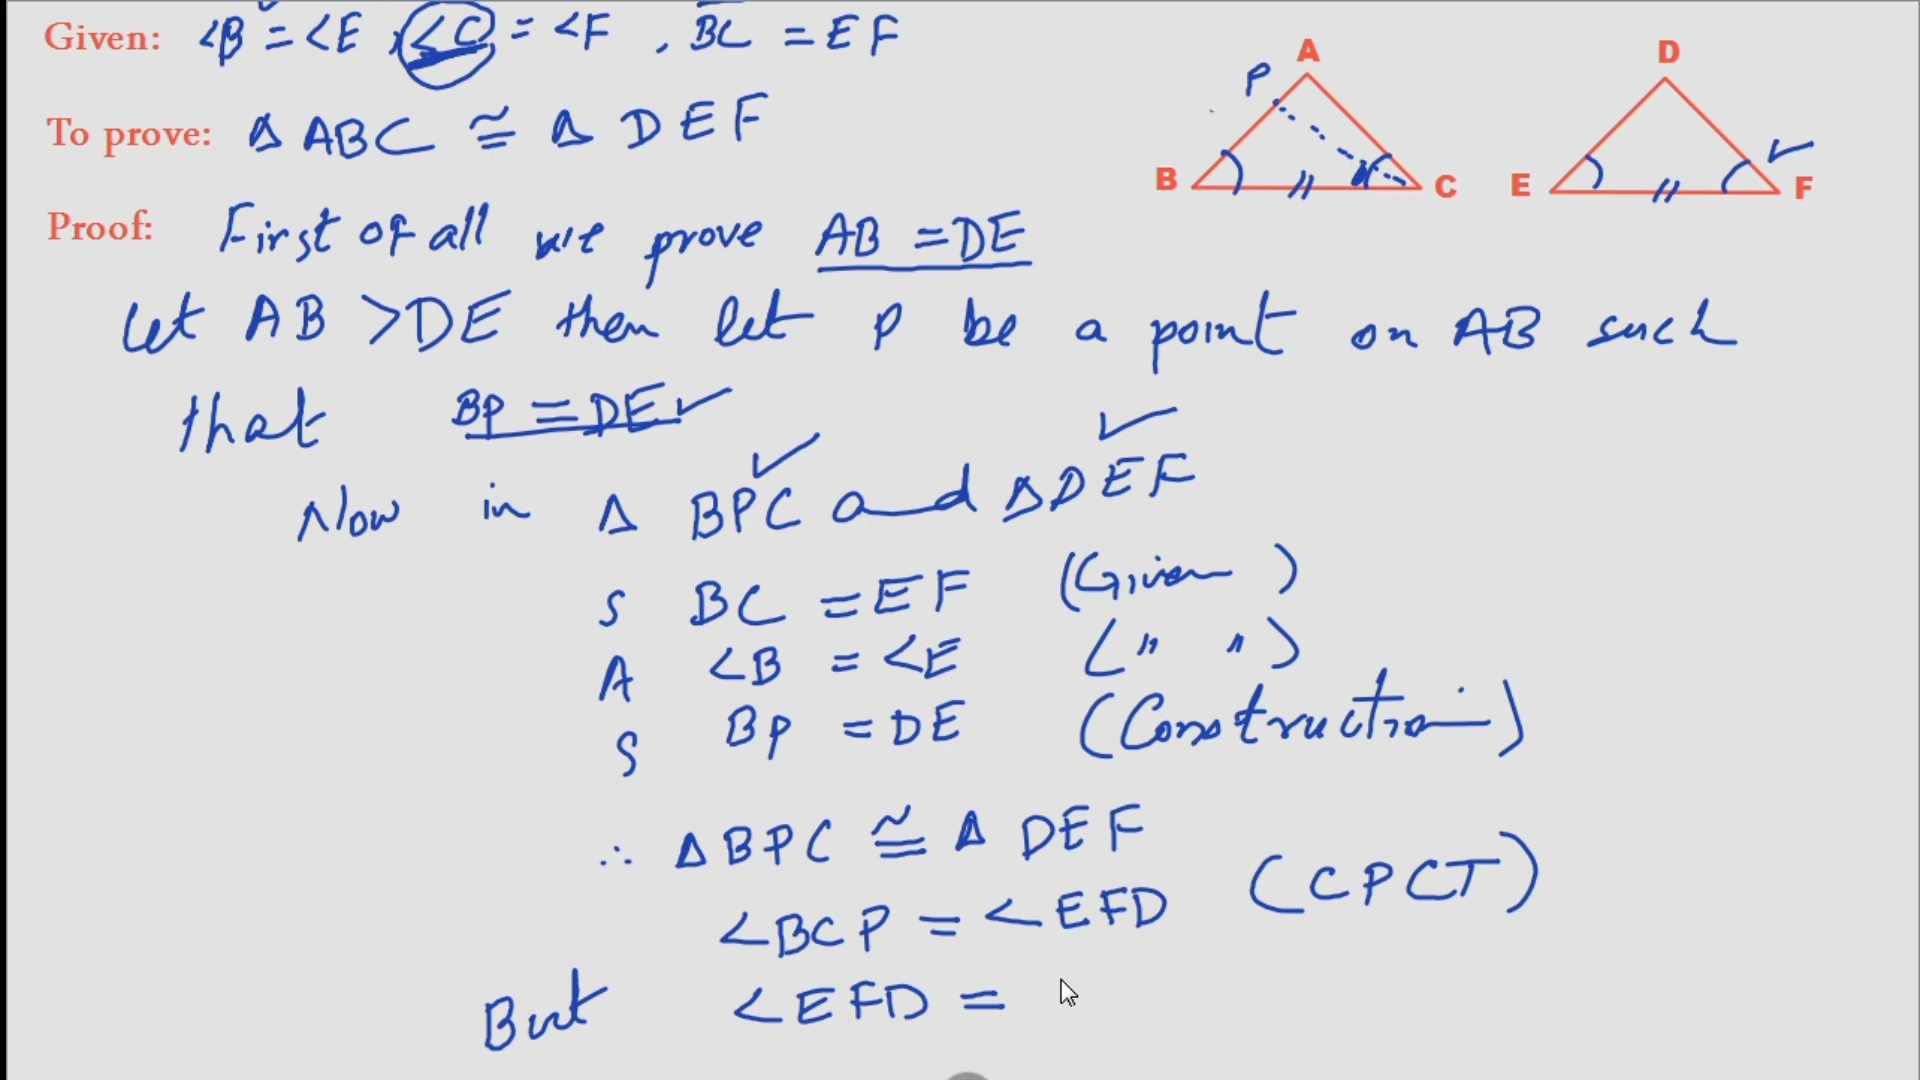 Given: <B = <E , <C = <F , BC = EF
To prove: Δ ABC ≅ Δ DEF
Proof: First of all we prove AB = DE
Let AB > DE then let P be a point on AB such
that BP = DE ✓
Now in Δ BPC and Δ DEF
S BC = EF (Given)
A <B = <E (" ")
S BP = DE (Construction)
∴ Δ BPC ≅ Δ DEF
<BCP = <EFD (CPCT)
But <EFD =
A
P
B
C
D
E
F